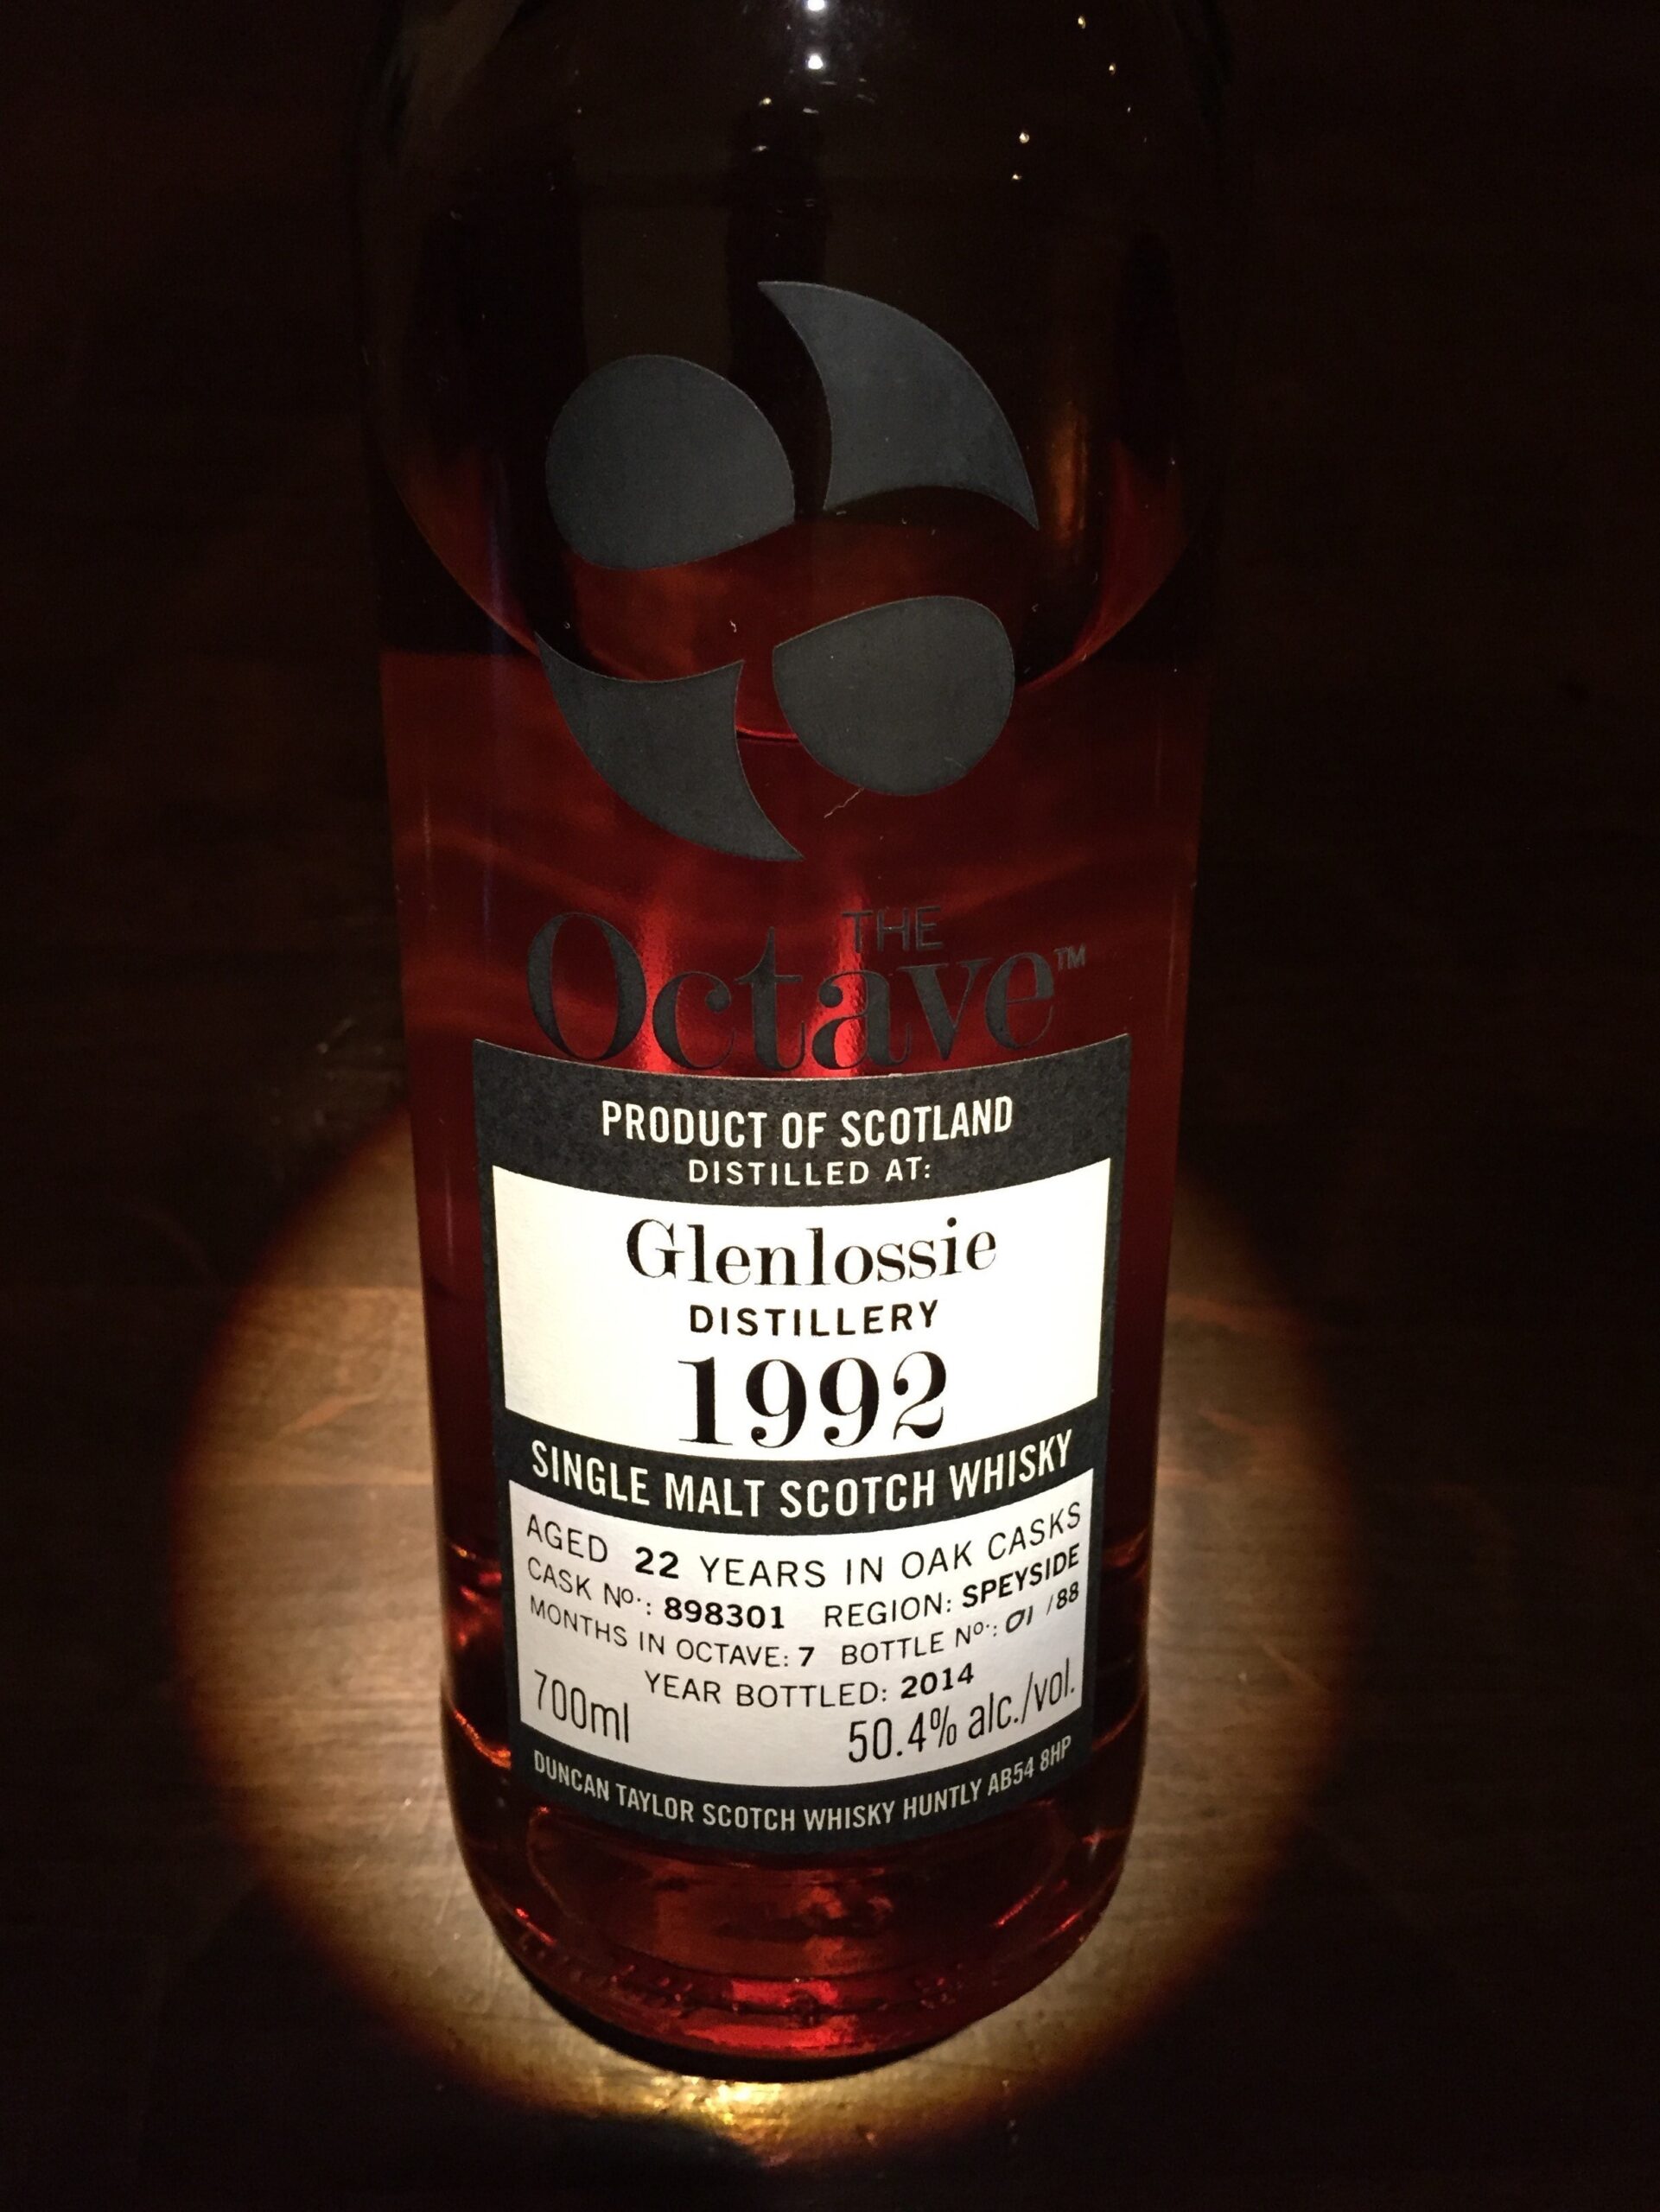 THE
Octave™
PRODUCT OF SCOTLAND
DISTILLED AT:
Glenlossie
DISTILLERY
1992
SINGLE MALT SCOTCH WHISKY
AGED 22 YEARS IN OAK CASKS
CASK Nº.: 898301 REGION: SPEYSIDE
MONTHS IN OCTAVE: 7 BOTTLE Nº.: 01 /88
YEAR BOTTLED: 2014
700ml 50.4% alc./vol.
DUNCAN TAYLOR SCOTCH WHISKY HUNTLY AB54 8HP